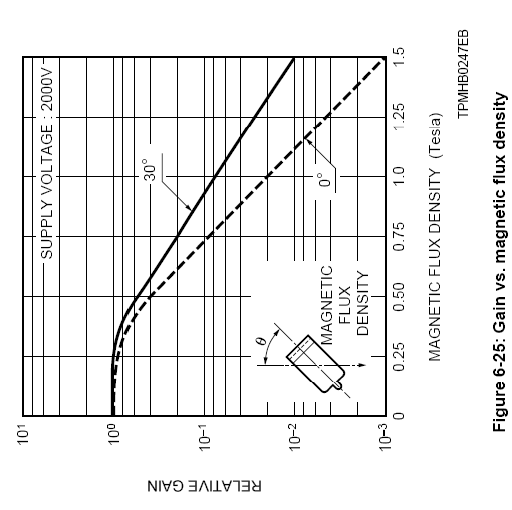 SUPPLY VOLTAGE : 2000V
30°
0°
θ
MAGNETIC
FLUX
DENSITY
RELATIVE GAIN
10¹
10⁰
10⁻¹
10⁻²
10⁻³
0
0.25
0.50
0.75
1.0
1.25
1.5
MAGNETIC FLUX DENSITY (Tesla)
TPMHB0247EB
Figure 6-25: Gain vs. magnetic flux density